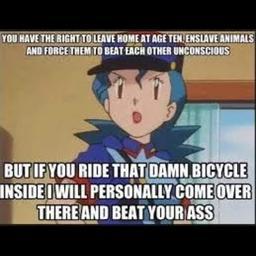 YOU HAVE THE RIGHT TO LEAVE HOME AT AGE TEN, ENSLAVE ANIMALS
AND FORCE THEM TO BEAT EACH OTHER UNCONSCIOUS
BUT IF YOU RIDE THAT DAMN BICYCLE
INSIDE I WILL PERSONALLY COME OVER
THERE AND BEAT YOUR ASS